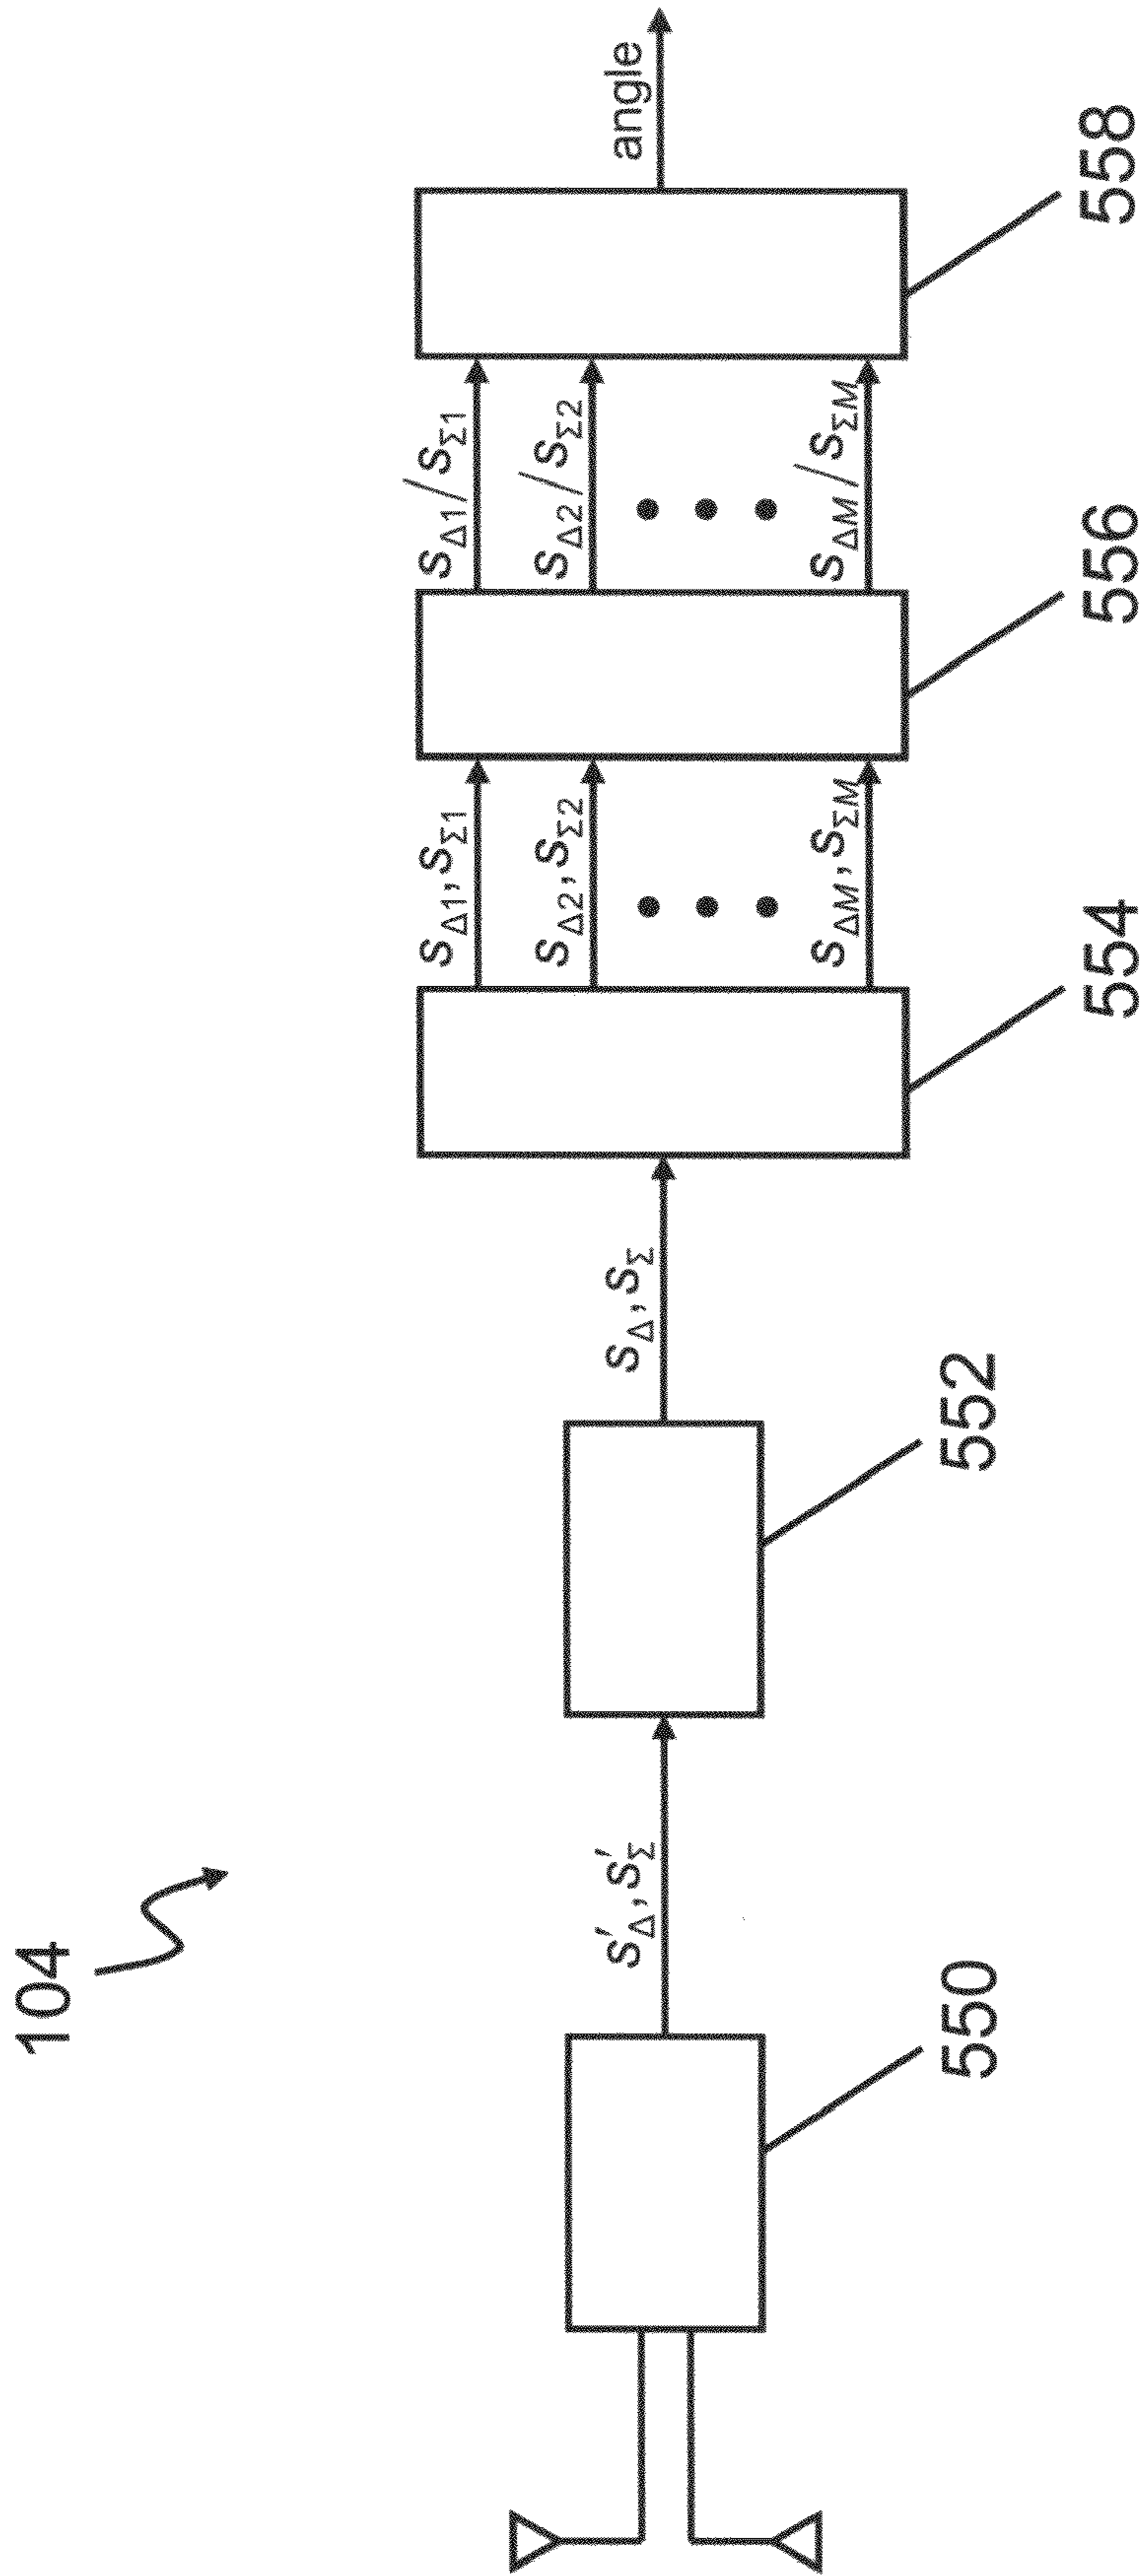 104
550
s′Δ, s′Σ
552
sΔ, sΣ
554
sΔ1, sΣ1
sΔ2, sΣ2
sΔM, sΣM
556
sΔ1/sΣ1
sΔ2/sΣ2
sΔM/sΣM
558
angle